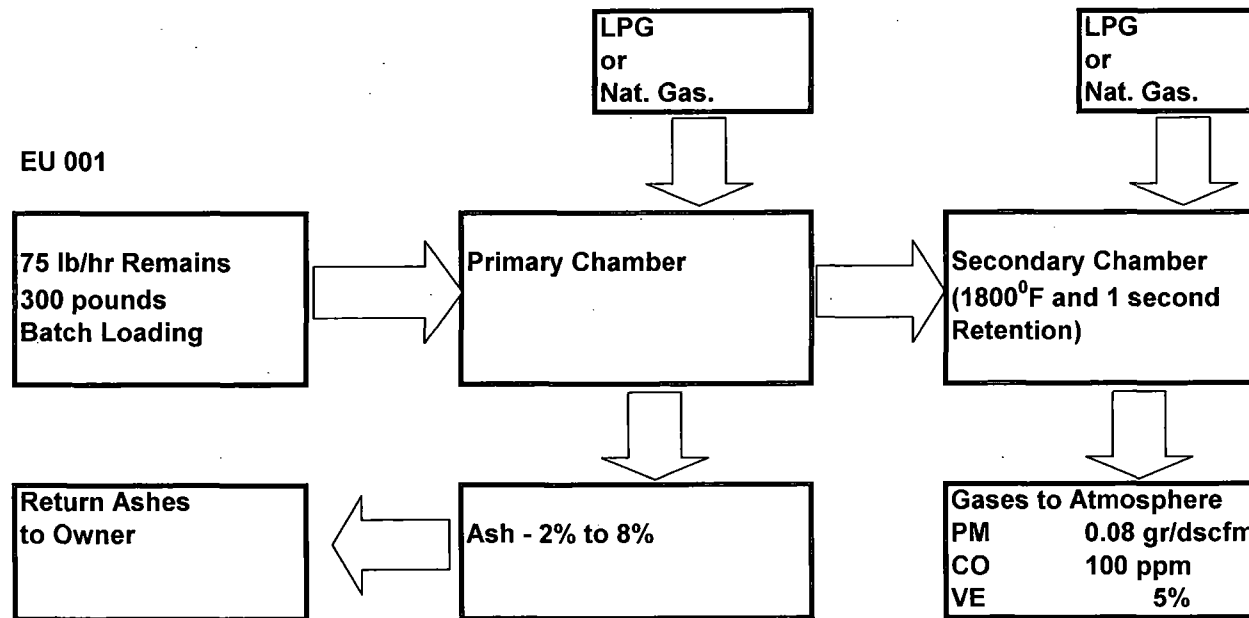 LPG
or
Nat. Gas.
LPG
or
Nat. Gas.
EU 001
75 lb/hr Remains
300 pounds
Batch Loading
Primary Chamber
Secondary Chamber
(1800⁰F and 1 second
Retention)
Return Ashes
to Owner
Ash - 2% to 8%
Gases to Atmosphere
PM 0.08 gr/dscfm
CO 100 ppm
VE 5%